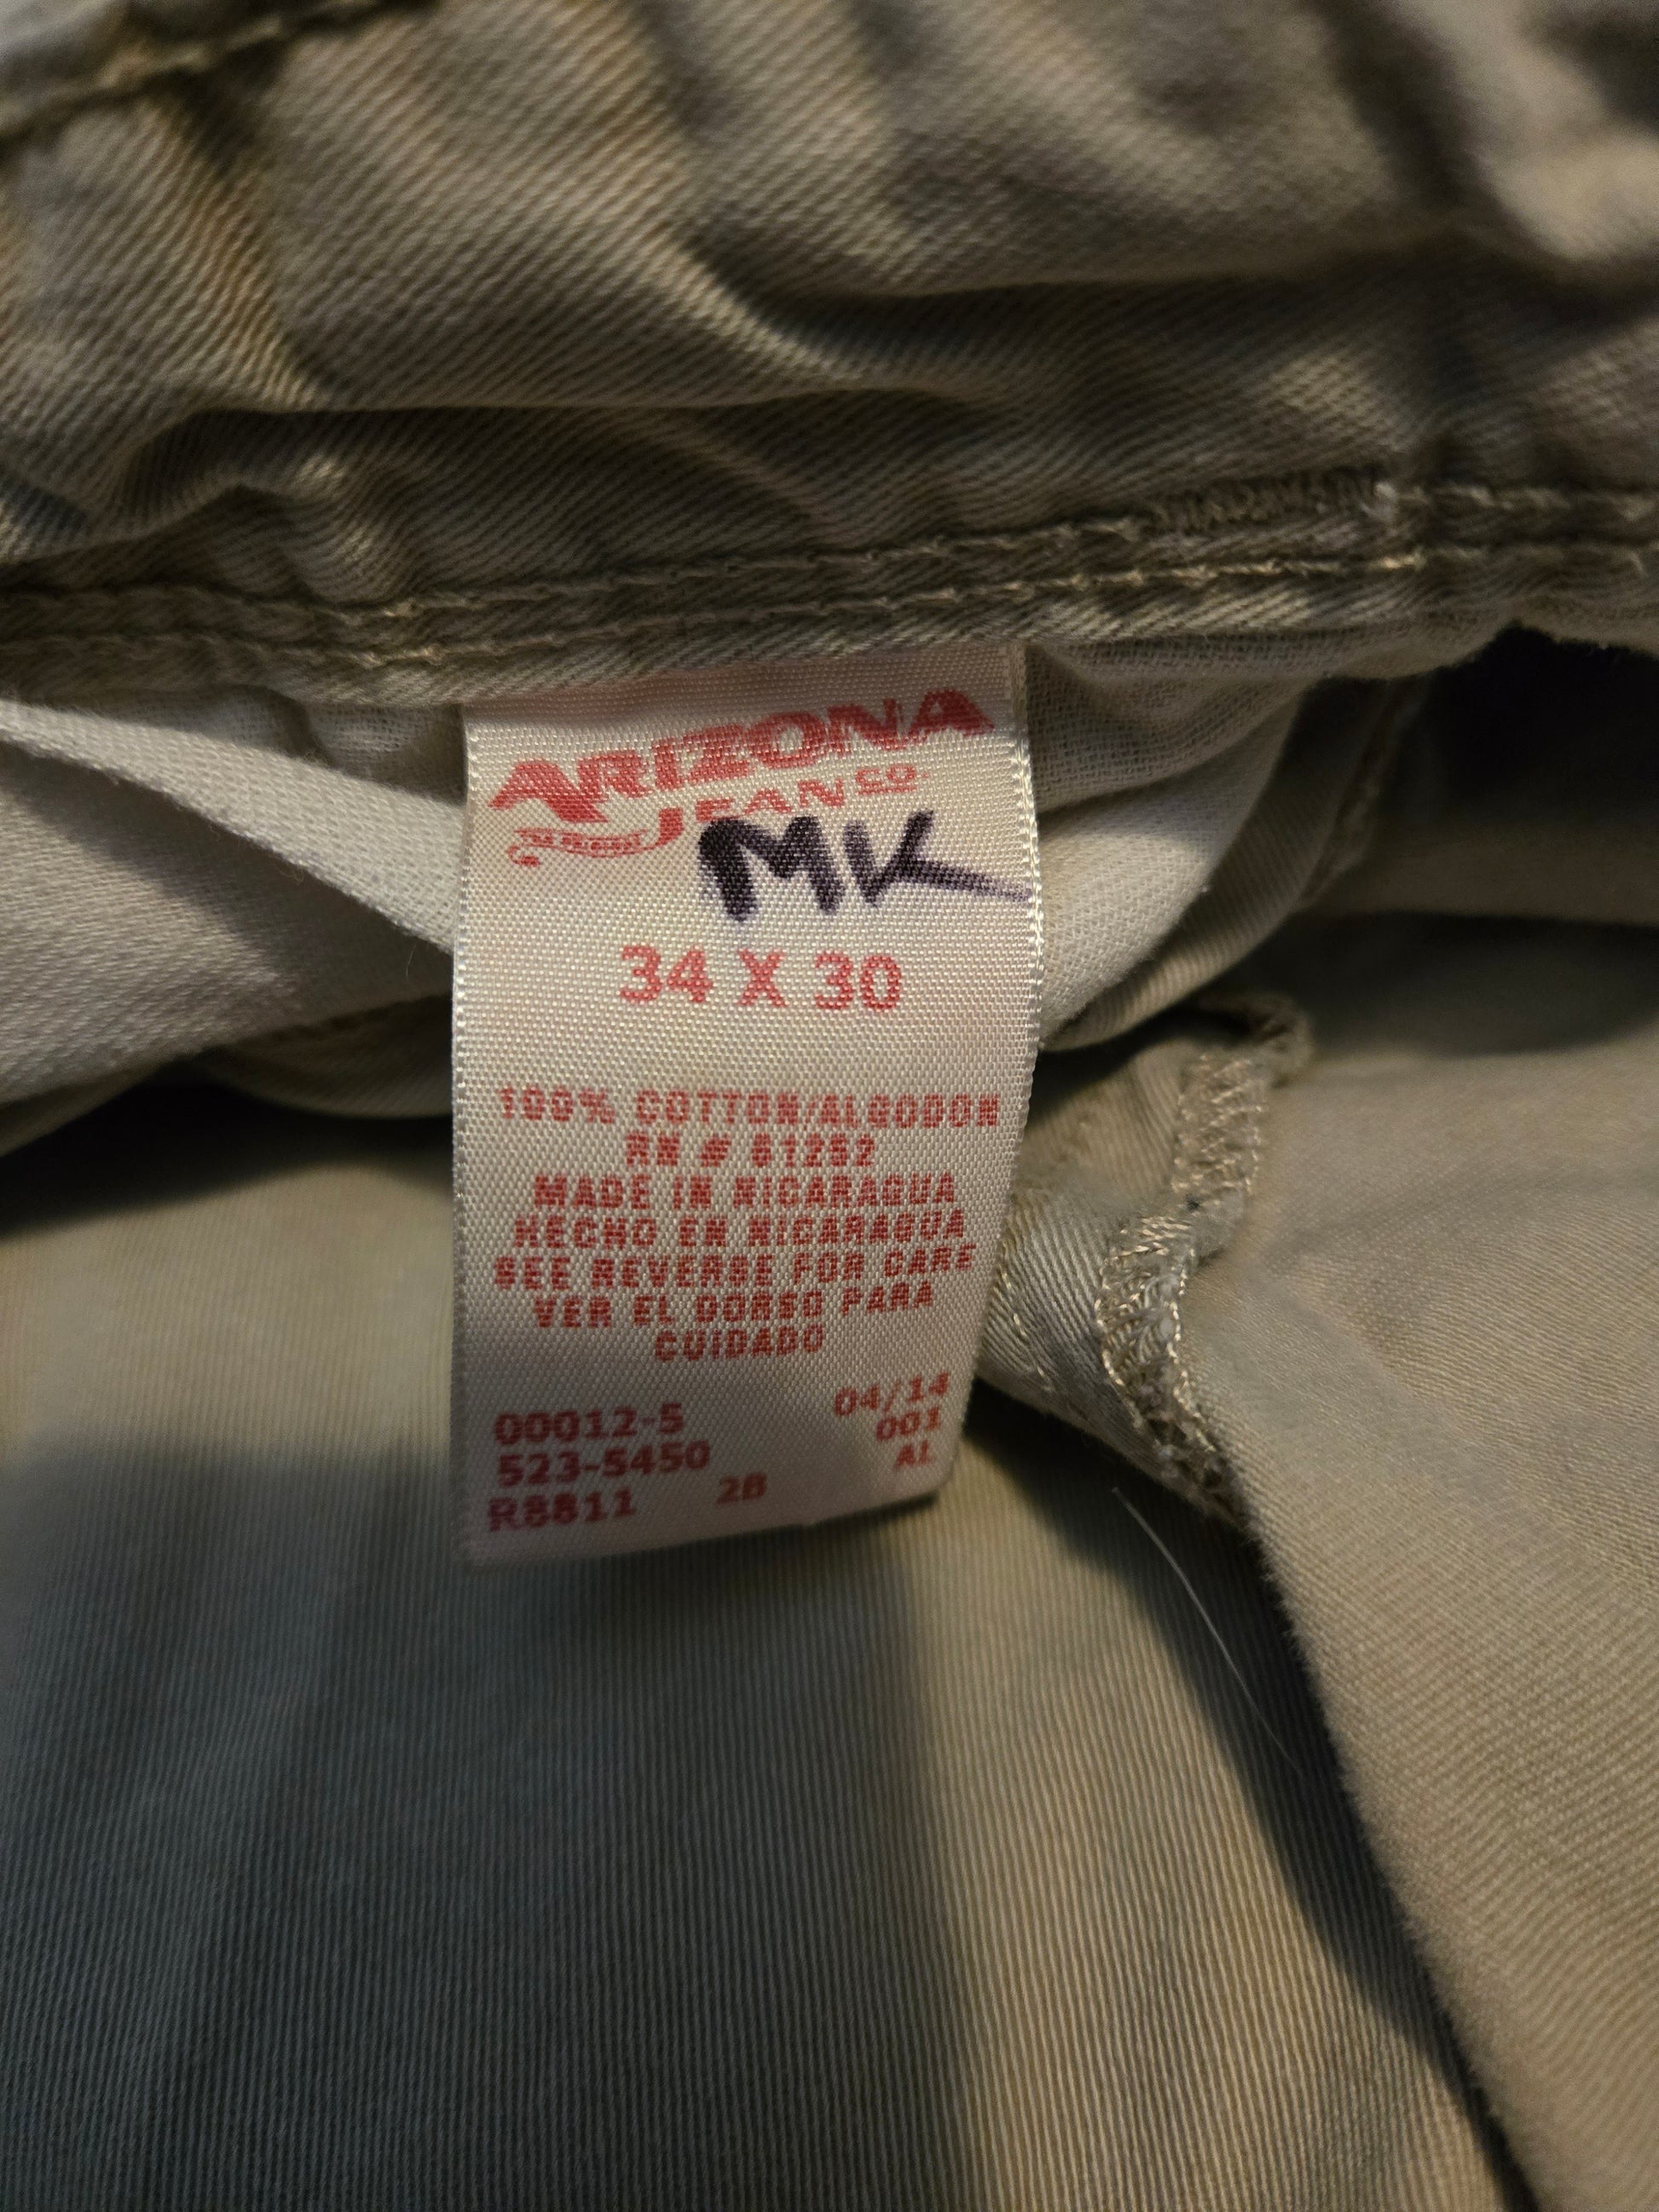 ARIZONA
JEAN CO.
MK
34 X 30
100% COTTON/ALGODON
RN # 61282
MADE IN NICARAGUA
HECHO EN NICARAGUA
SEE REVERSE FOR CARE
VER EL DORSO PARA
CUIDADO
00012-5 04/14
523-5450 001
R8811 2B AL